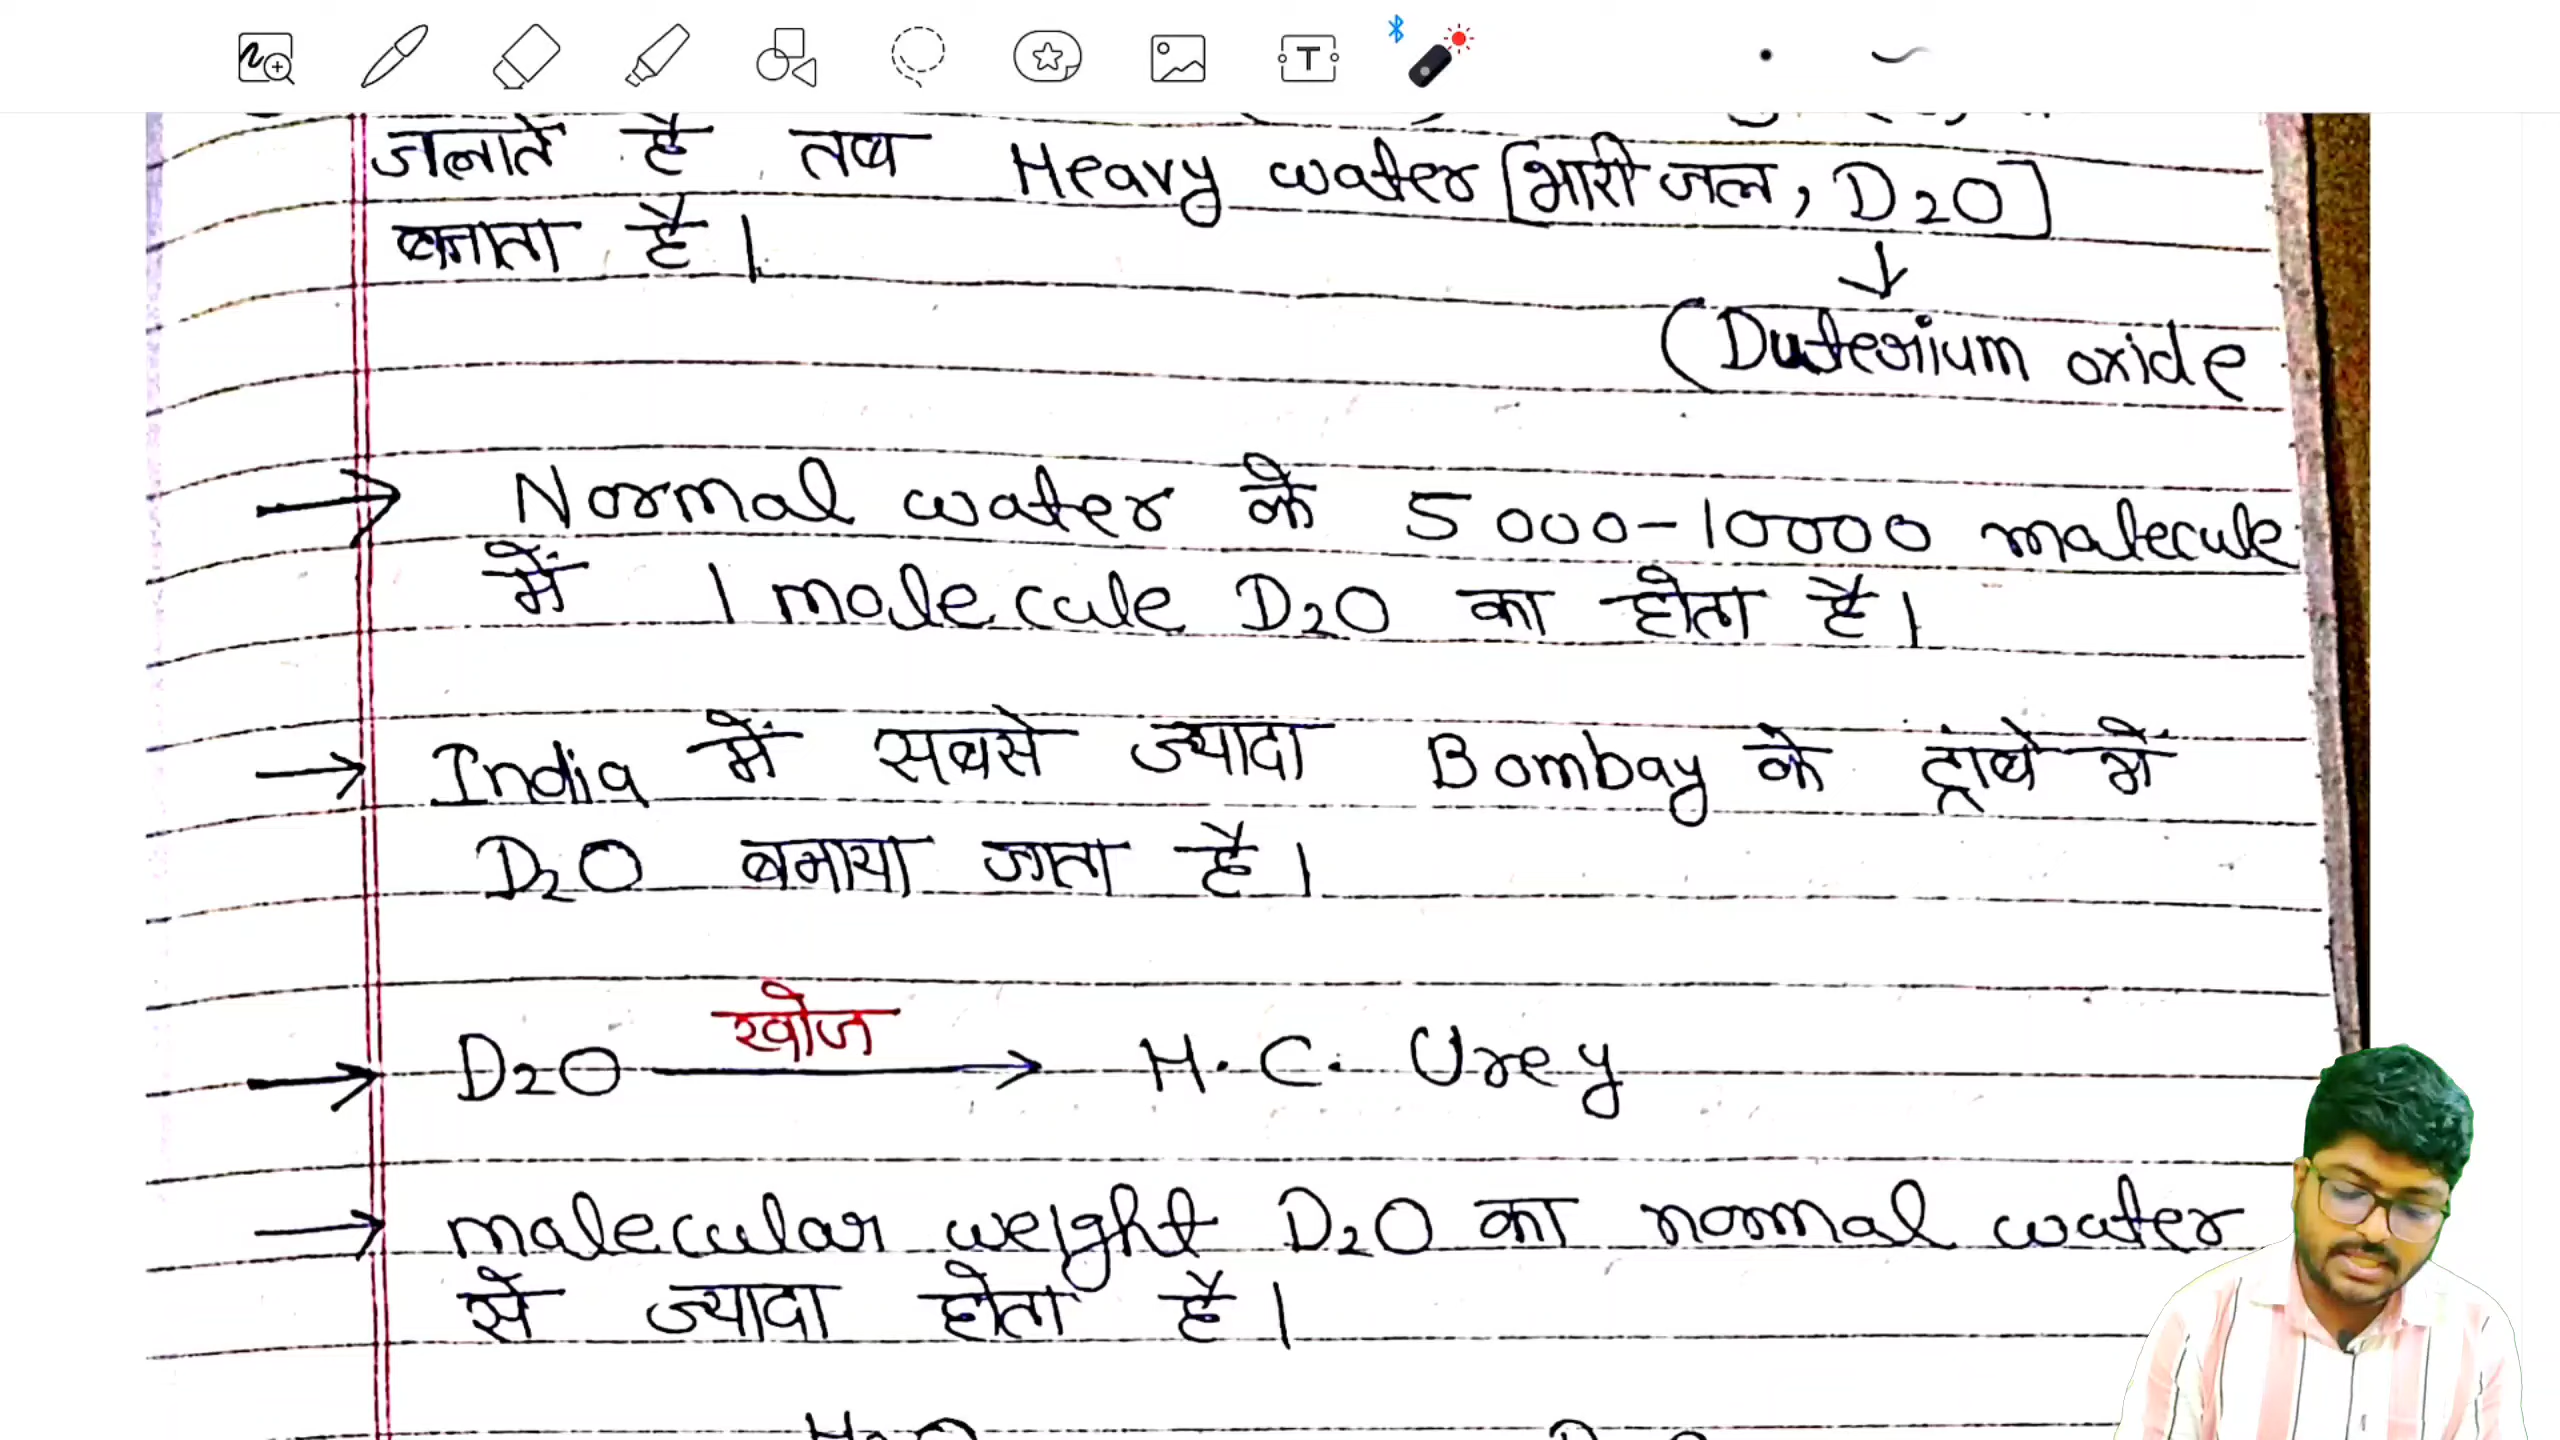 जलाते है तब Heavy water [भारी जल, D2O]
बनाता है।
↓
(Duterium oxide
→ Normal water के 5000-10000 malecule
में 1 molecule D2O का होता है।
→ India में सबसे ज्यादा Bombay के ट्रांबे में
D2O बनाया जाता है।
खोज
→ D2O → H.C. Urey
→ malecular weight D2O का normal water
से ज्यादा होता है।